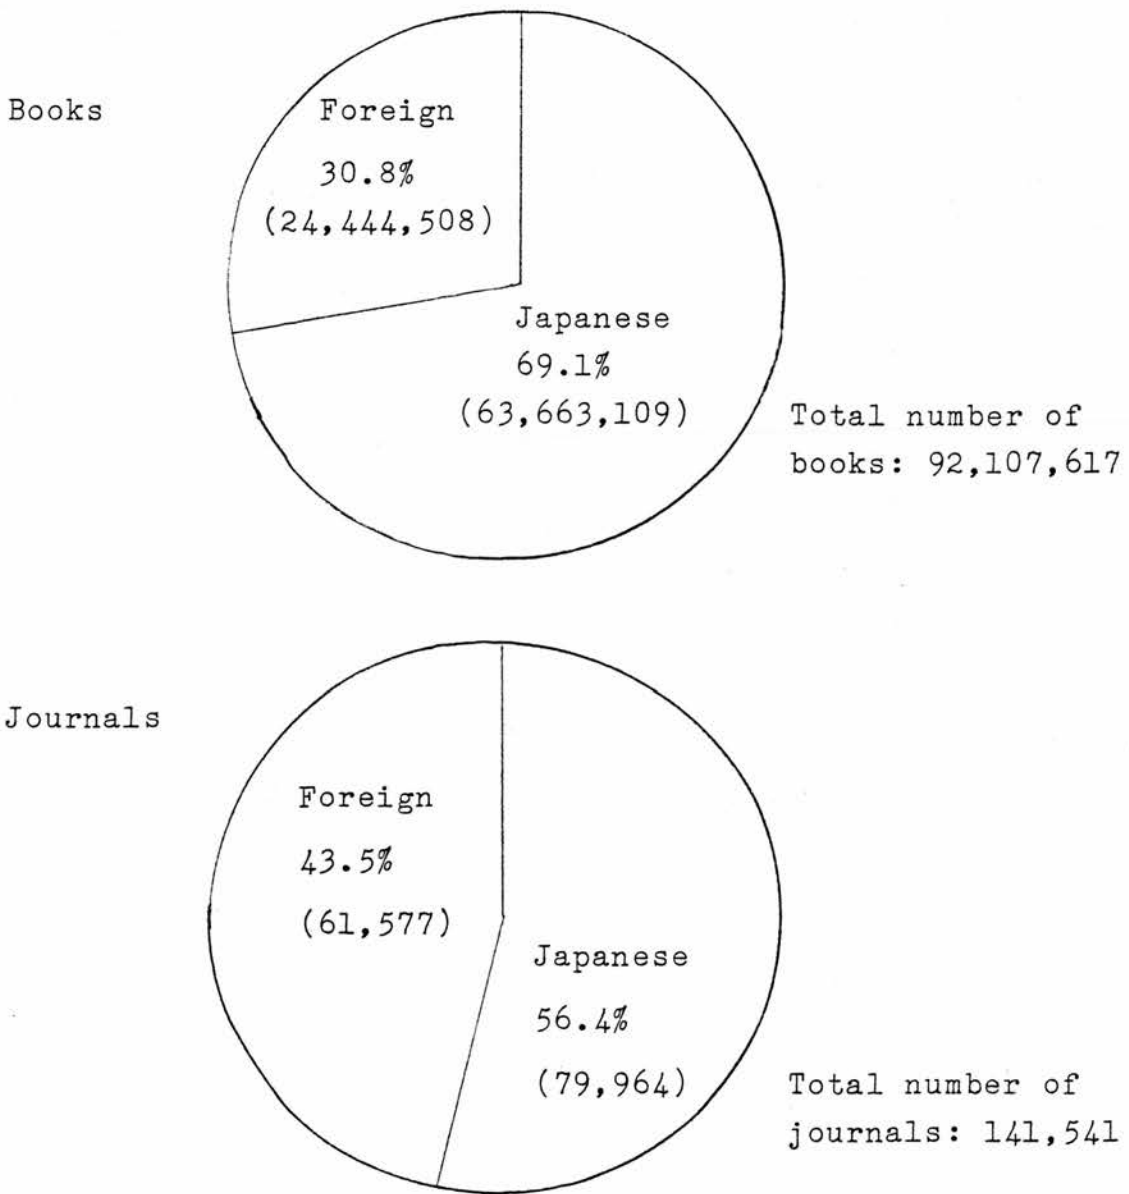 Books
Foreign
30.8%
(24,444,508)
Japanese
69.1%
(63,663,109)
Total number of
books: 92,107,617
Journals
Foreign
43.5%
(61,577)
Japanese
56.4%
(79,964)
Total number of
journals: 141,541